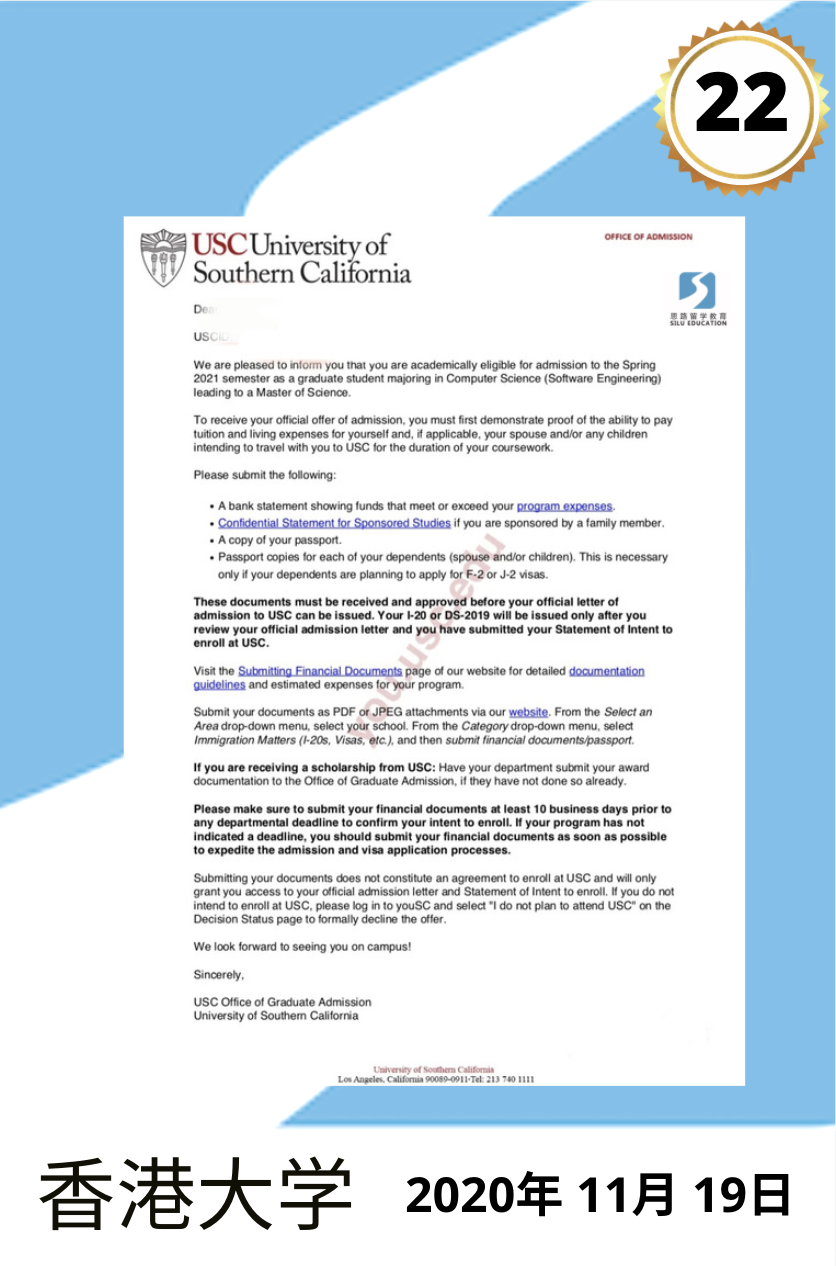 22
USC University of
Southern California
OFFICE OF ADMISSION
思路留学教育
SILU EDUCATION
Dear
USCID:
We are pleased to inform you that you are academically eligible for admission to the Spring
2021 semester as a graduate student majoring in Computer Science (Software Engineering)
leading to a Master of Science.
To receive your official offer of admission, you must first demonstrate proof of the ability to pay
tuition and living expenses for yourself and, if applicable, your spouse and/or any children
intending to travel with you to USC for the duration of your coursework.
Please submit the following:
• A bank statement showing funds that meet or exceed your program expenses.
• Confidential Statement for Sponsored Studies if you are sponsored by a family member.
• A copy of your passport.
• Passport copies for each of your dependents (spouse and/or children). This is necessary
only if your dependents are planning to apply for F-2 or J-2 visas.
These documents must be received and approved before your official letter of
admission to USC can be issued. Your I-20 or DS-2019 will be issued only after you
review your official admission letter and you have submitted your Statement of Intent to
enroll at USC.
Visit the Submitting Financial Documents page of our website for detailed documentation
guidelines and estimated expenses for your program.
Submit your documents as PDF or JPEG attachments via our website. From the Select an
Area drop-down menu, select your school. From the Category drop-down menu, select
Immigration Matters (I-20s, Visas, etc.), and then submit financial documents/passport.
If you are receiving a scholarship from USC: Have your department submit your award
documentation to the Office of Graduate Admission, if they have not done so already.
Please make sure to submit your financial documents at least 10 business days prior to
any departmental deadline to confirm your intent to enroll. If your program has not
indicated a deadline, you should submit your financial documents as soon as possible
to expedite the admission and visa application processes.
Submitting your documents does not constitute an agreement to enroll at USC and will only
grant you access to your official admission letter and Statement of Intent to enroll. If you do not
intend to enroll at USC, please log in to youSC and select "I do not plan to attend USC" on the
Decision Status page to formally decline the offer.
We look forward to seeing you on campus!
Sincerely,
USC Office of Graduate Admission
University of Southern California
you.usc.edu
University of Southern California
Los Angeles, California 90089-0911•Tel: 213 740 1111
香港大学
2020年 11月 19日